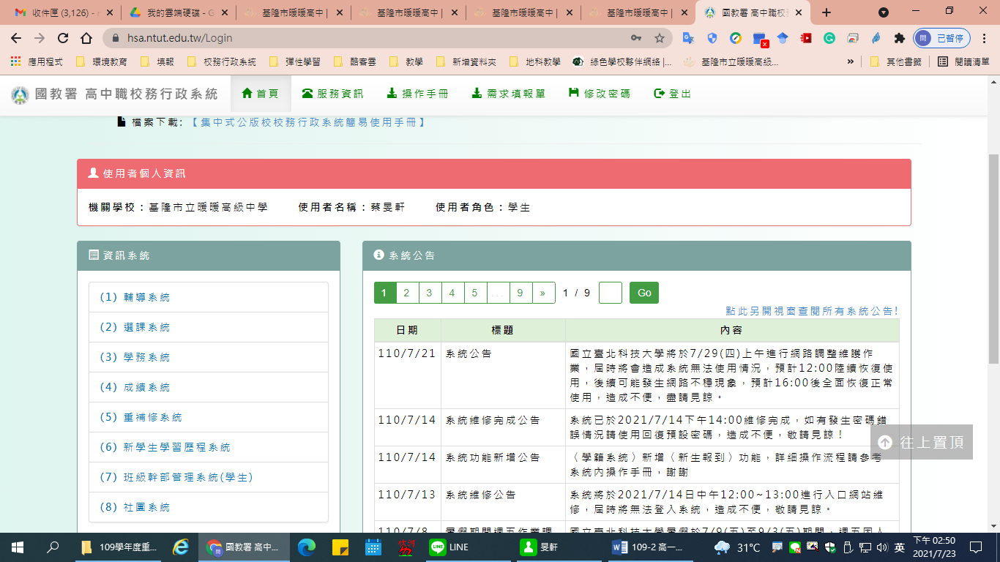 收件匣 (3,126) -
我的雲端硬碟 - G
基隆市暖暖高中 |
基隆市暖暖高中 |
基隆市暖暖高中 |
基隆市暖暖高中 |
國教署 高中職校
hsa.ntut.edu.tw/Login
問 已暫停
應用程式 環境教育 填報 校務行政系統 彈性學習 酷客雲 教學 新增資料夾 地科教學 綠色學校夥伴網絡 |... 基隆市立暖暖高級... » 其他書籤 閱讀清單
國教署 高中職校務行政系統 首頁 服務資訊 操作手冊 需求填報單 修改密碼 登出
檔案下載: 【集中式公版校校務行政系統簡易使用手冊】
使用者個人資訊
機關學校：基隆市立暖暖高級中學 使用者名稱：蔡旻軒 使用者角色：學生
資訊系統
(1) 輔導系統
(2) 選課系統
(3) 學務系統
(4) 成績系統
(5) 重補修系統
(6) 新學生學習歷程系統
(7) 班級幹部管理系統(學生)
(8) 社團系統
系統公告
1 2 3 4 5 ... 9 » 1 / 9 Go
點此另開視窗查閱所有系統公告!
日期 標題 內容
110/7/21 系統公告 國立臺北科技大學將於7/29(四)上午進行網路調整維護作
業，屆時將會造成系統無法使用情況，預計12:00陸續恢復使
用，後續可能發生網路不穩現象，預計16:00後全面恢復正常
使用，造成不便，盡請見諒。
110/7/14 系統維修完成公告 系統已於2021/7/14下午14:00維修完成，如有發生密碼錯
誤情況請使用回復預設密碼，造成不便，敬請見諒！
110/7/14 系統功能新增公告 〈學籍系統〉新增〈新生報到〉功能，詳細操作流程請參考
系統內操作手冊，謝謝
110/7/13 系統維修公告 系統將於2021/7/14日中午12:00~13:00進行入口網站維
修，屆時將無法登入系統，造成不便，敬請見諒。
110/7/8 暑假期間週五作業調 國立臺北科技大學暑假於7/9(五)至9/3(五)期間，週五因人
往上置頂
109學年度重... 國教署 高中... LINE 旻軒 109-2 高一... 31°C 英 下午 02:50
2021/7/23